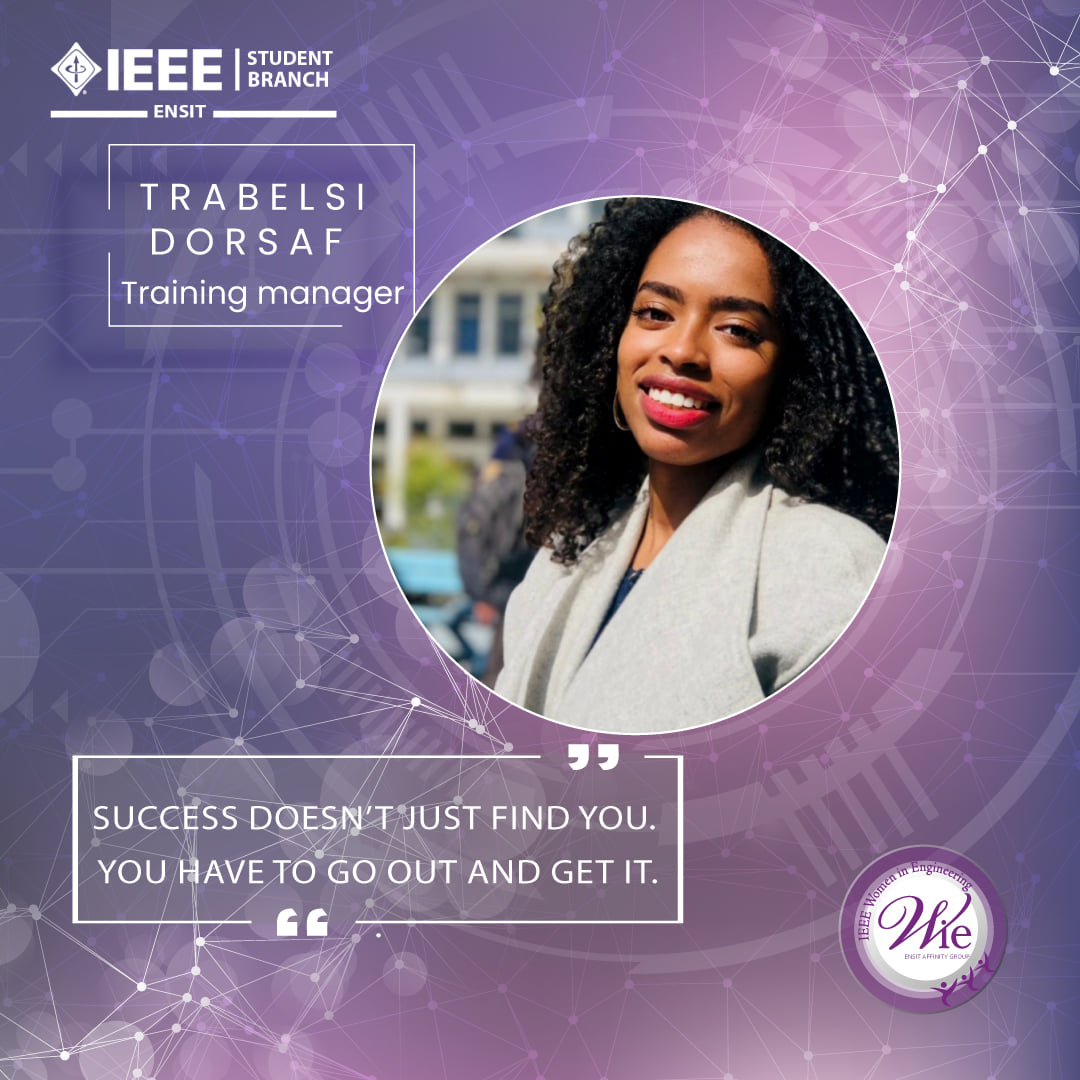 IEEE
STUDENT
BRANCH
ENSIT
TRABELSI
DORSAF
Training manager
SUCCESS DOESN’T JUST FIND YOU.
YOU HAVE TO GO OUT AND GET IT.
IEEE Women in Engineering
Wie
ENSIT AFFINITY GROUP